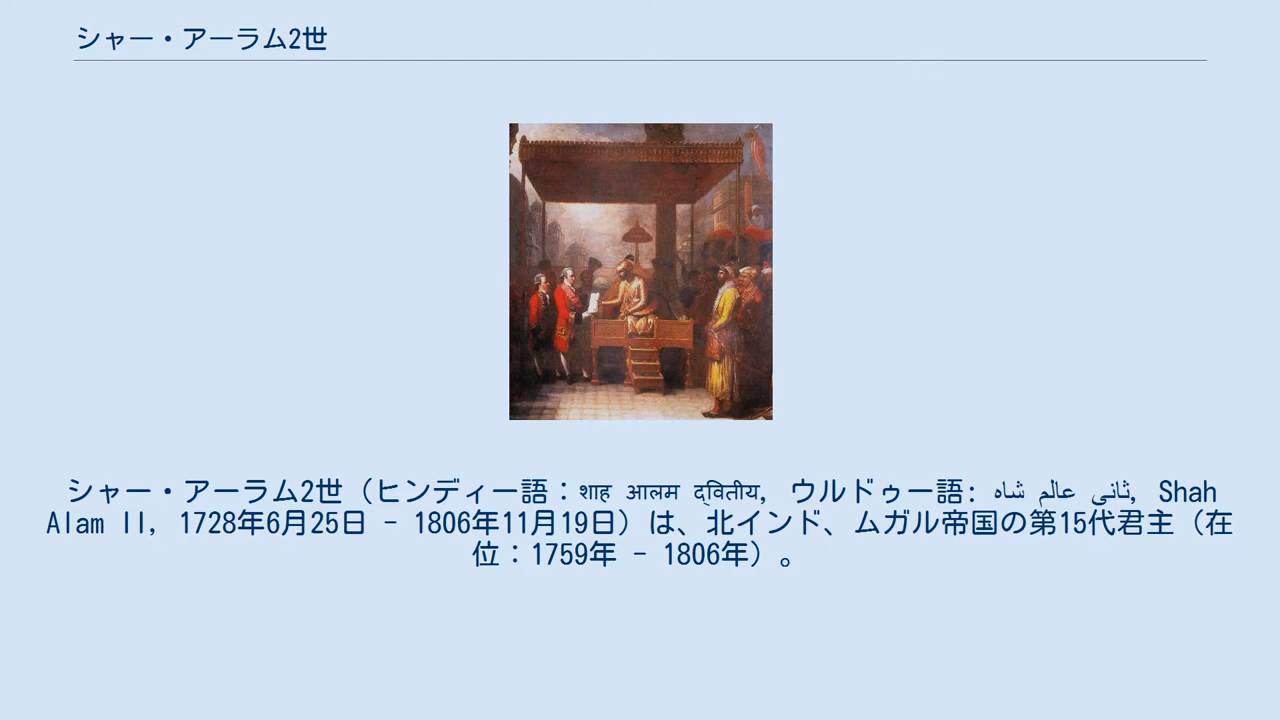 シャー・アーラム2世
シャー・アーラム2世（ヒンディー語：शाह आलम द्वितीय, ウルドゥー語: ثانی عالم شاه, Shah
Alam II, 1728年6月25日 - 1806年11月19日）は、北インド、ムガル帝国の第15代君主（在
位：1759年 - 1806年）。